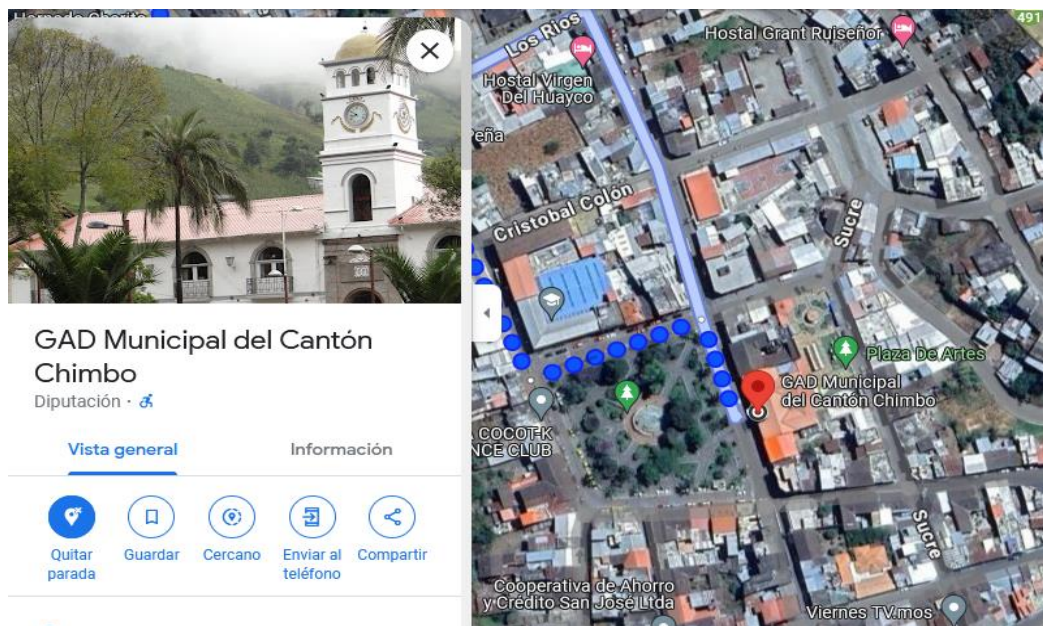 GAD Municipal del Cantón
Chimbo
Diputación ·
Vista general
Información
Quitar
parada
Guardar
Cercano
Enviar al
teléfono
Compartir
491
Los Rios
Hostal Grant Ruiseñor
Hostal Virgen
Del Huayco
eña
Cristobal Colón
Sucre
Plaza De Artes
GAD Municipal
del Cantón Chimbo
C
COCOT-K
NCE CLUB
Sucre
Cooperativa de Ahorro
y Crédito San José Ltda
Viernes TV.mos